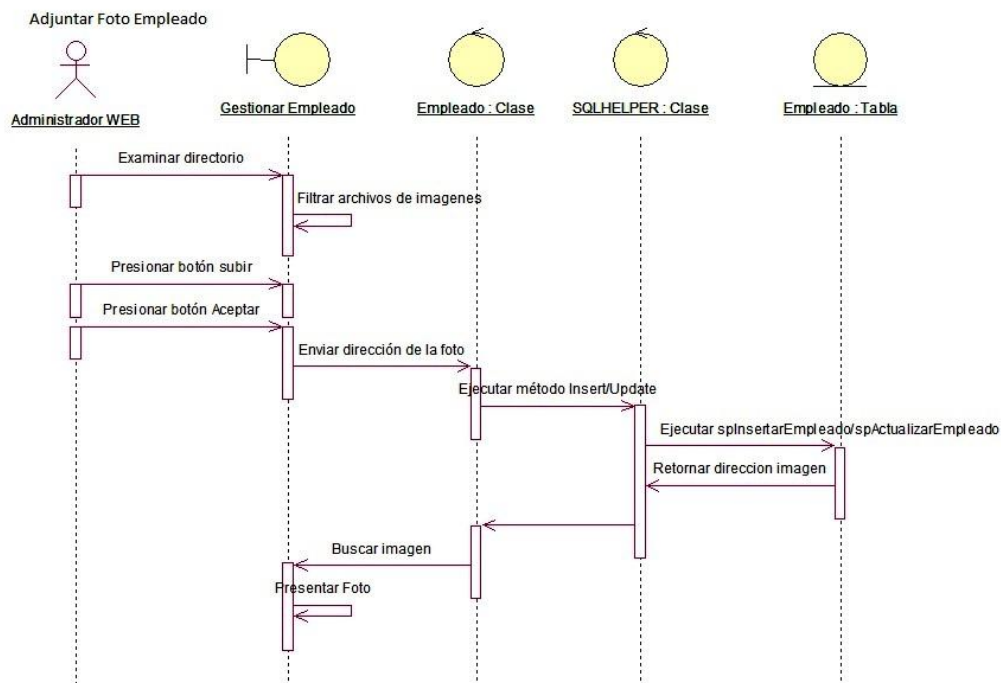 Adjuntar Foto Empleado
Administrador WEB
Gestionar Empleado
Empleado : Clase
SQLHELPER : Clase
Empleado : Tabla
Examinar directorio
Filtrar archivos de imagenes
Presionar botón subir
Presionar botón Aceptar
Enviar dirección de la foto
Ejecutar método Insert/Update
Ejecutar spInsertarEmpleado/spActualizarEmpleado
Retornar direccion imagen
Buscar imagen
Presentar Foto